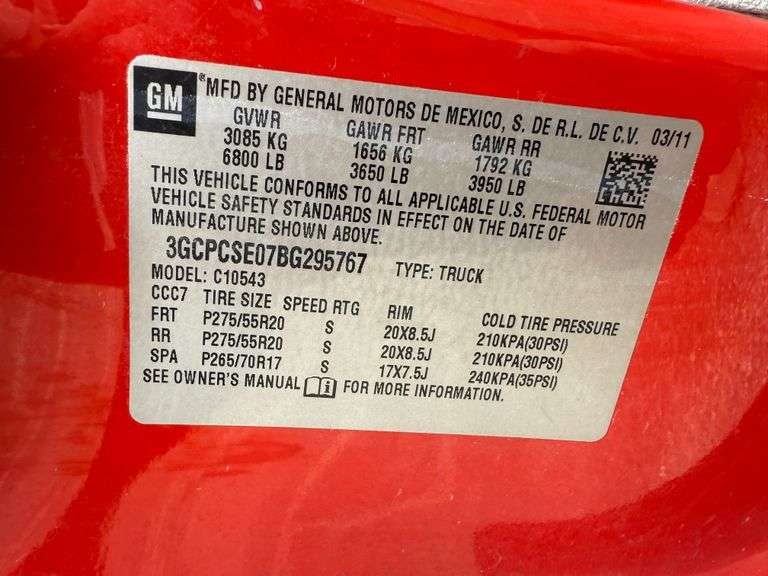 GM ®MFD BY GENERAL MOTORS DE MEXICO, S. DE R.L. DE C.V. 03/11
GVWR GAWR FRT GAWR RR
3085 KG 1656 KG 1792 KG
6800 LB 3650 LB 3950 LB
THIS VEHICLE CONFORMS TO ALL APPLICABLE U.S. FEDERAL MOTOR
VEHICLE SAFETY STANDARDS IN EFFECT ON THE DATE OF
MANUFACTURE SHOWN ABOVE.
3GCPCSE07BG295767 TYPE: TRUCK
MODEL: C10543
CCC7 TIRE SIZE SPEED RTG RIM COLD TIRE PRESSURE
FRT P275/55R20 S 20X8.5J 210KPA(30PSI)
RR P275/55R20 S 20X8.5J 210KPA(30PSI)
SPA P265/70R17 S 17X7.5J 240KPA(35PSI)
SEE OWNER'S MANUAL FOR MORE INFORMATION.